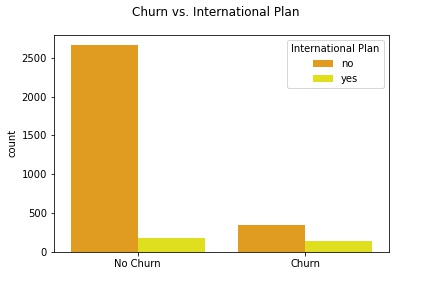 Churn vs. International Plan
International Plan
no
yes
2500
2000
1500
1000
500
0
count
No Churn
Churn